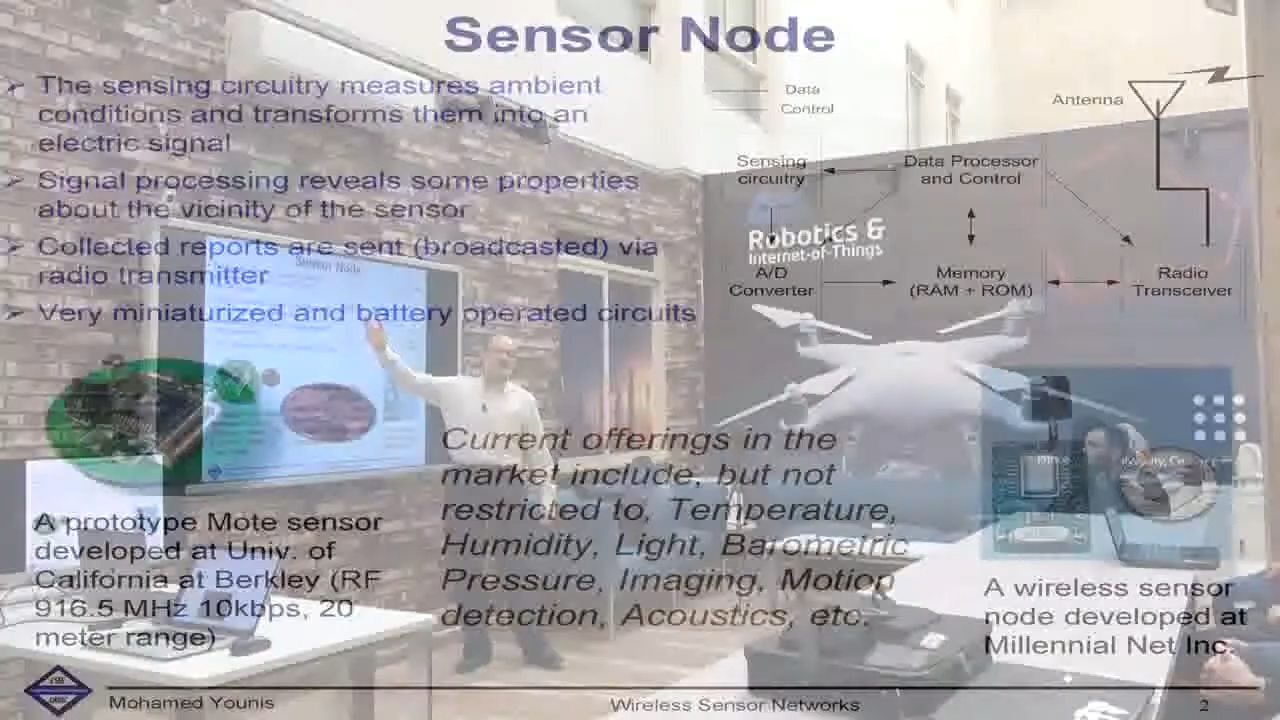 Sensor Node
The sensing circuitry measures ambient
conditions and transforms them into an
electric signal
Signal processing reveals some properties
about the vicinity of the sensor
Collected reports are sent (broadcasted) via
radio transmitter
Very miniaturized and battery operated circuits
Data
Control
Antenna
Sensing
circuitry
Data Processor
and Control
Robotics &
Internet-of-Things
A/D
Converter
Memory
(RAM + ROM)
Radio
Transceiver
Sensor Node
A prototype Mote sensor
developed at Univ. of
California at Berkley (RF
916.5 MHz 10kbps, 20
meter range)
Current offerings in the
market include, but not
restricted to, Temperature,
Humidity, Light, Barometric
Pressure, Imaging, Motion
detection, Acoustics, etc.
A wireless sensor
node developed at
Millennial Net Inc.
Mohamed Younis
Wireless Sensor Networks
2